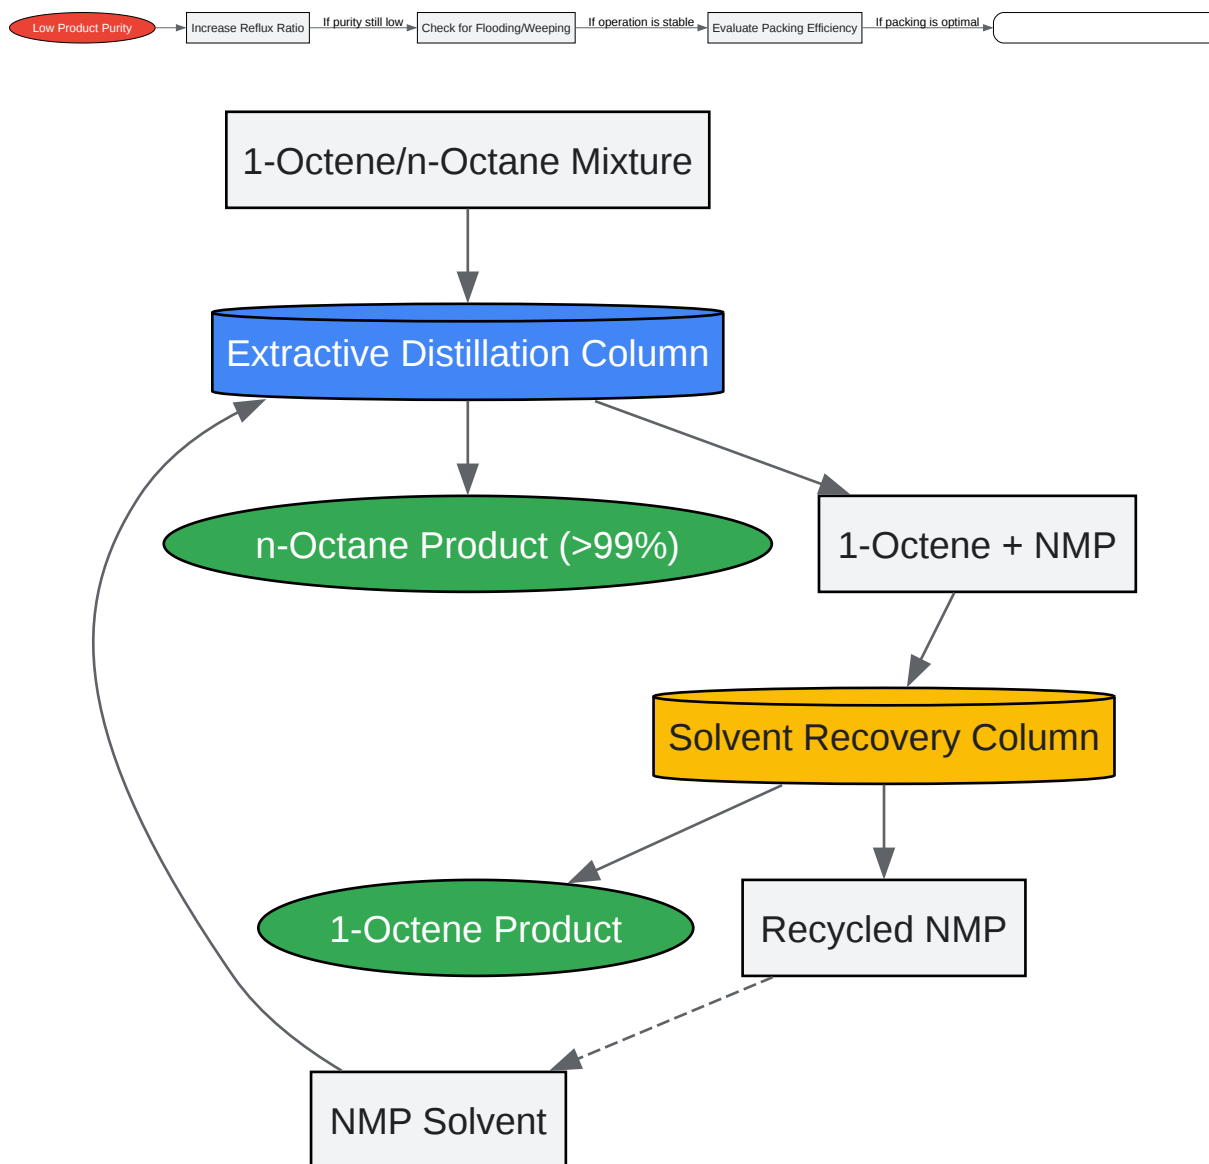 Low Product Purity
Increase Reflux Ratio
If purity still low
Check for Flooding/Weeping
If operation is stable
Evaluate Packing Efficiency
If packing is optimal
1-Octene/n-Octane Mixture
Extractive Distillation Column
n-Octane Product (>99%)
1-Octene + NMP
Solvent Recovery Column
1-Octene Product
Recycled NMP
NMP Solvent